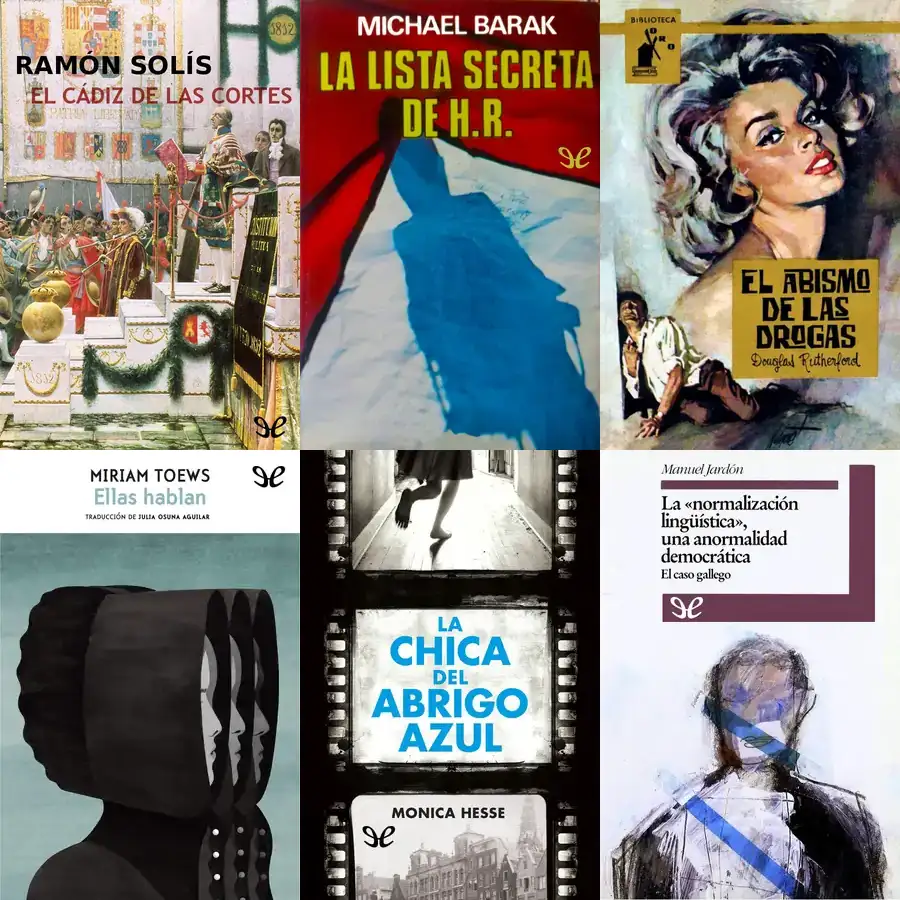 1812
RAMÓN SOLÍS
EL CÁDIZ DE LAS CORTES
1812
MICHAEL BARAK
LA LISTA SECRETA
DE H.R.
BIBLIOTECA
ORO
EL ABISMO
DE LAS
DROGAS
Douglas Rutherford
MIRIAM TOEWS
Ellas hablan
TRADUCCIÓN DE JULIA OSUNA AGUILAR
LA
CHICA
DEL
ABRIGO
AZUL
MONICA HESSE
Manuel Jardón
La «normalización
lingüística»,
una anormalidad
democrática
El caso gallego